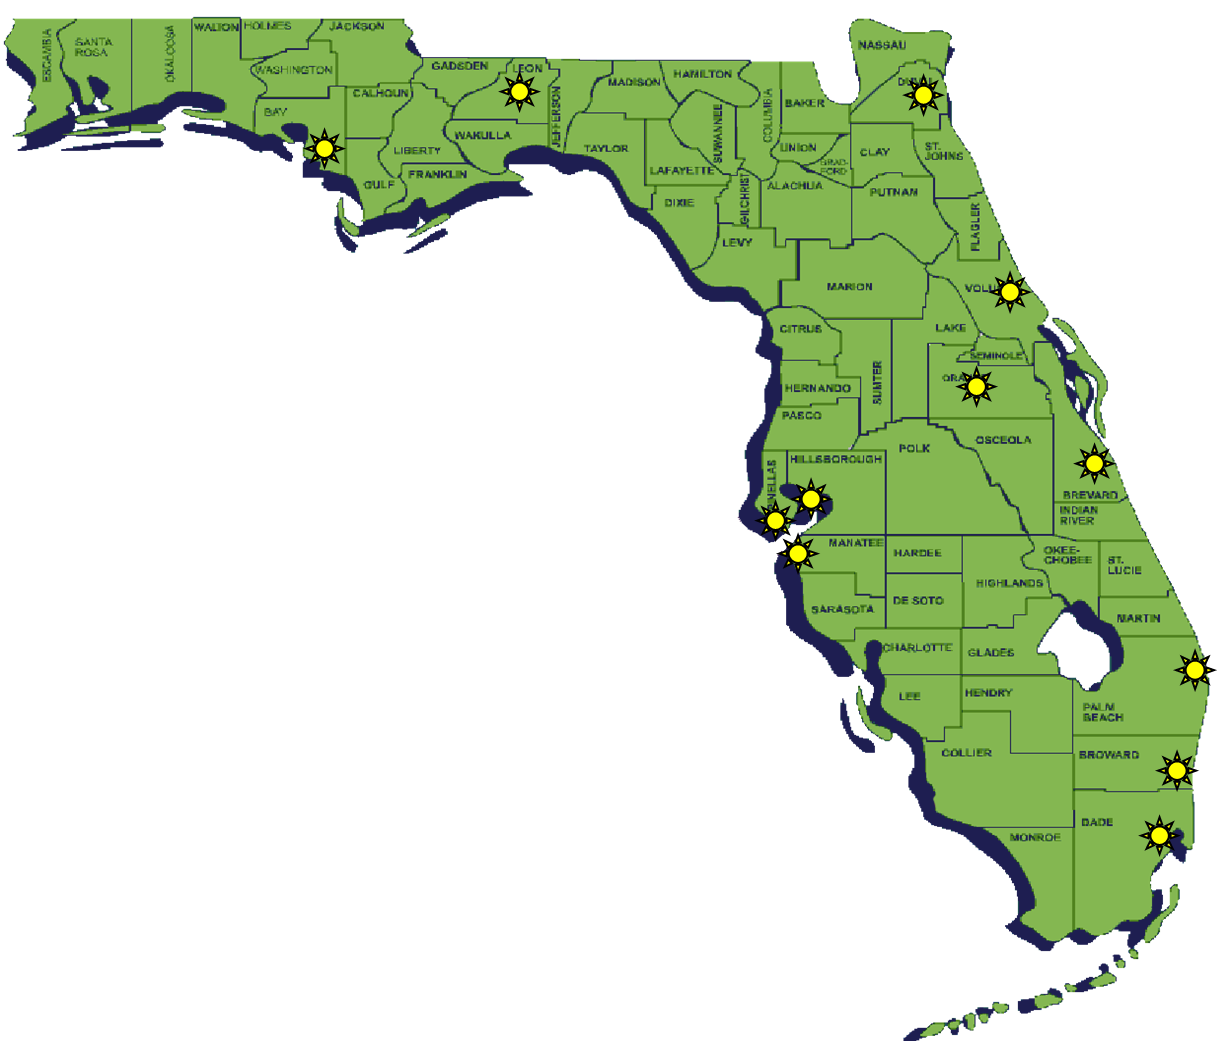 ESCAMBIA
SANTA
ROSA
OKALOOSA
WALTON
HOLMES
JACKSON
WASHINGTON
BAY
CALHOUN
GULF
LIBERTY
FRANKLIN
GADSDEN
LEON
WAKULLA
JEFFERSON
MADISON
TAYLOR
HAMILTON
SUWANNEE
LAFAYETTE
DIXIE
COLUMBIA
BAKER
NASSAU
UNION
BRAD-
FORD
CLAY
ST.
JOHNS
GILCHRIST
ALACHUA
PUTNAM
FLAGLER
LEVY
MARION
VOLU
CITRUS
LAKE
SEMINOLE
SUMTER
HERNANDO
ORA
PASCO
POLK
OSCEOLA
HILLSBOROUGH
INELLAS
BREVARD
INDIAN
RIVER
MANATEE
HARDEE
OKEE-
CHOBEE
ST.
LUCIE
HIGHLANDS
SARASOTA
DE SOTO
MARTIN
CHARLOTTE
GLADES
LEE
HENDRY
PALM
BEACH
COLLIER
BROWARD
MONROE
DADE